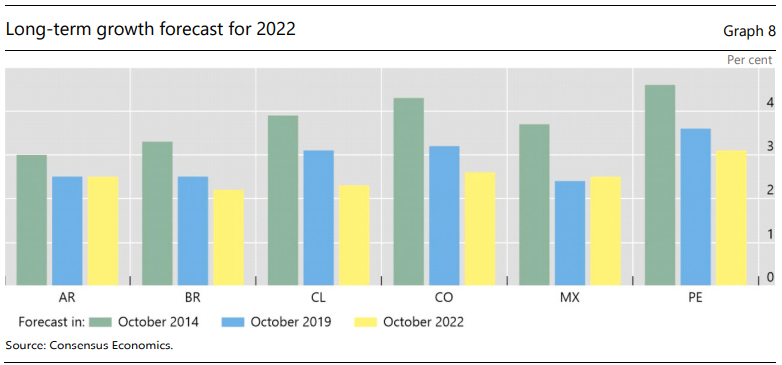 Long-term growth forecast for 2022 Graph 8
Per cent
4
3
2
1
0
AR BR CL CO MX PE
Forecast in: October 2014 October 2019 October 2022
Source: Consensus Economics.